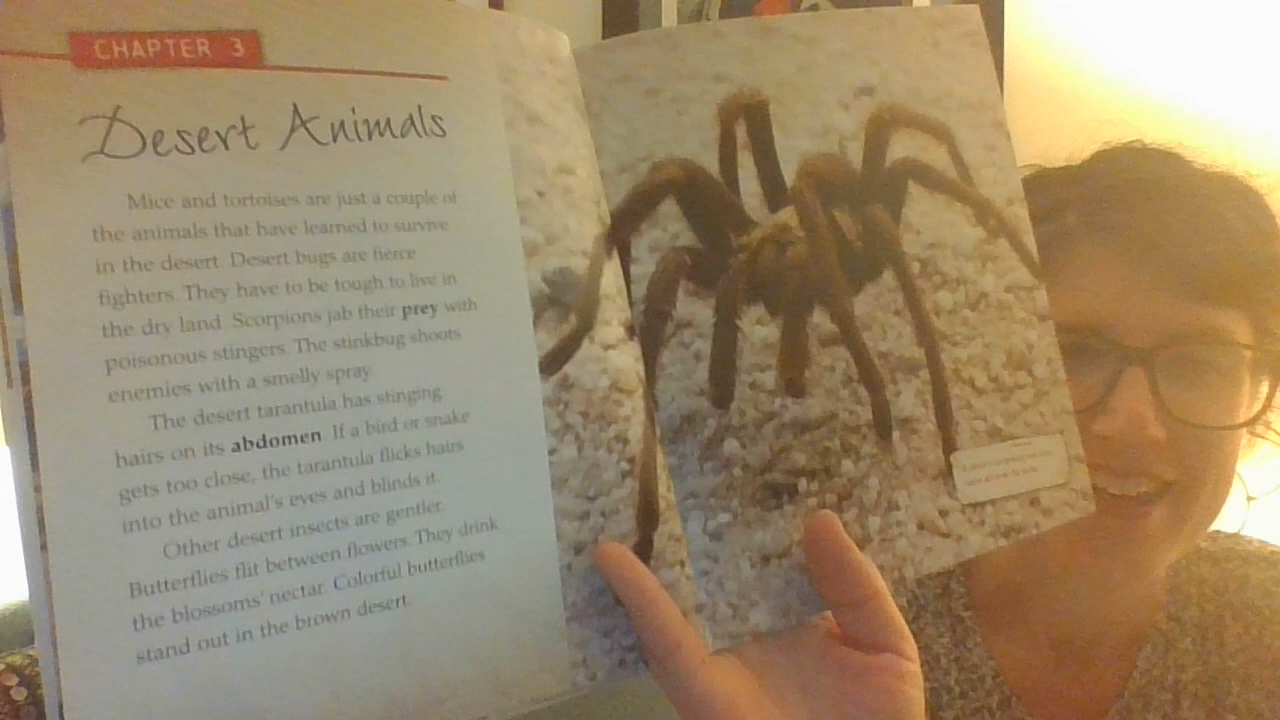 CHAPTER 3
Desert Animals
Mice and tortoises are just a couple of
the animals that have learned to survive
in the desert. Desert bugs are fierce
fighters. They have to be tough to live in
the dry land. Scorpions jab their prey with
poisonous stingers. The stinkbug shoots
enemies with a smelly spray.
The desert tarantula has stinging
hairs on its abdomen. If a bird or snake
gets too close, the tarantula flicks hairs
into the animal's eyes and blinds it.
Other desert insects are gentler.
Butterflies flit between flowers. They drink
the blossoms' nectar. Colorful butterflies
stand out in the brown desert.